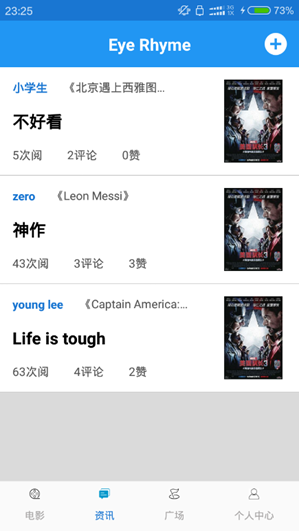 23:25 3G 1X 73%
Eye Rhyme
小学生 《北京遇上西雅图...
不好看
5次阅 2评论 0赞
zero 《Leon Messi》
神作
43次阅 3评论 3赞
young lee 《Captain America:...
Life is tough
63次阅 4评论 2赞
电影 资讯 广场 个人中心